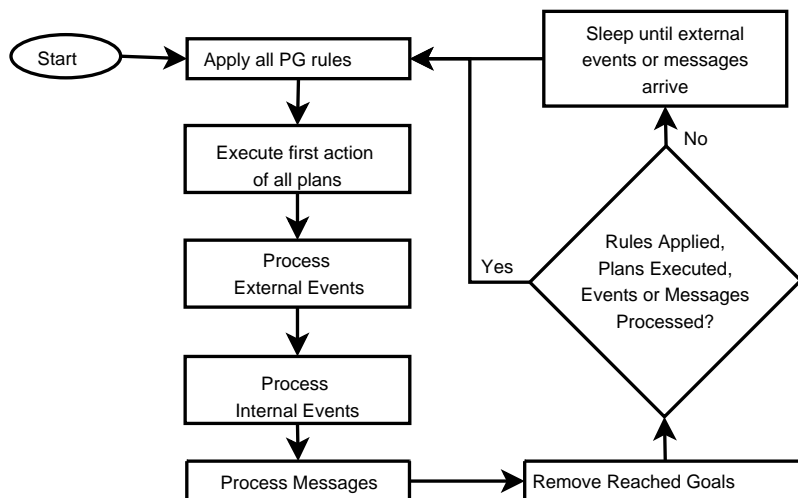 Start
Apply all PG rules
Execute first action
of all plans
Process
External Events
Process
Internal Events
Process Messages
Remove Reached Goals
Rules Applied,
Plans Executed,
Events or Messages
Processed?
Yes
No
Sleep until external
events or messages
arrive